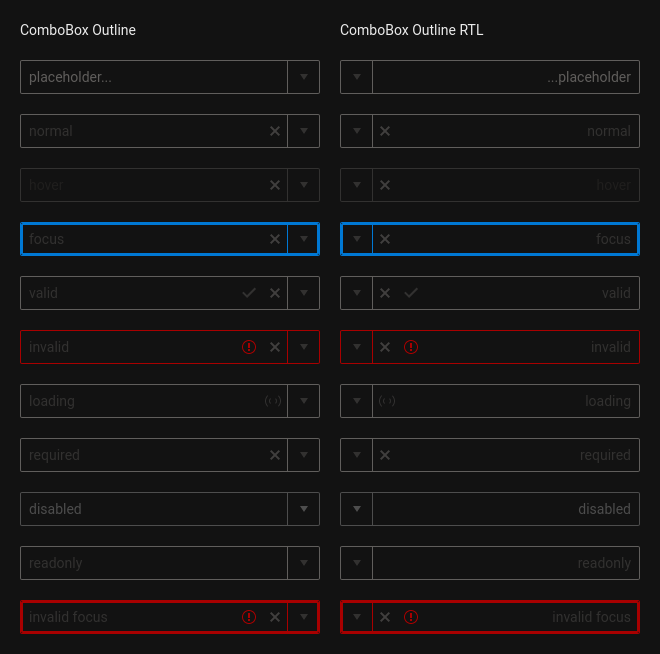 ComboBox Outline
placeholder...
normal
hover
focus
valid
invalid
loading
required
disabled
readonly
invalid focus
ComboBox Outline RTL
...placeholder
normal
hover
focus
valid
invalid
loading
required
disabled
readonly
invalid focus